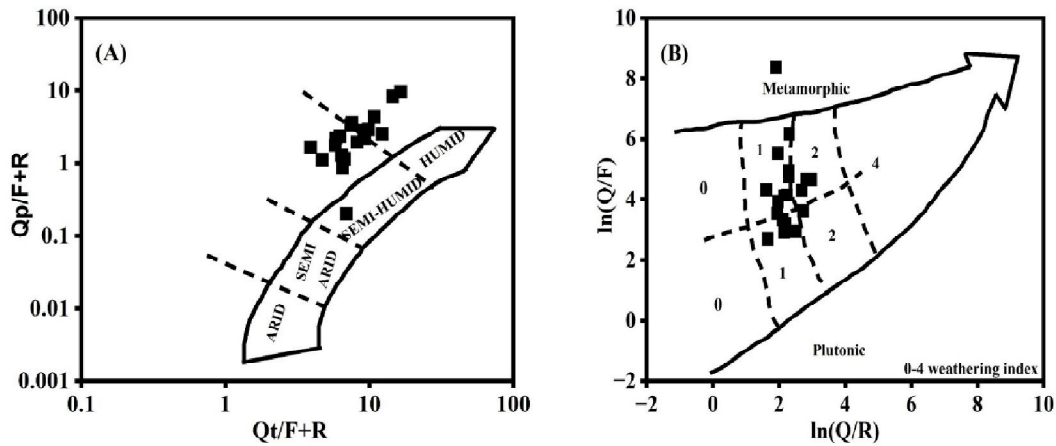 (A)
Qp/F+R
10
1
0.1
0.01
0.001
HUMID
SEMI-HUMID
SEMI
ARID
ARID
0.1
1
10
100
Qt/F+R
(B)
ln(Q/F)
10
8
6
4
2
0
−2
Metamorphic
1
2
4
0
2
1
0
Plutonic
0-4 weathering index
−2
0
2
4
6
8
10
ln(Q/R)